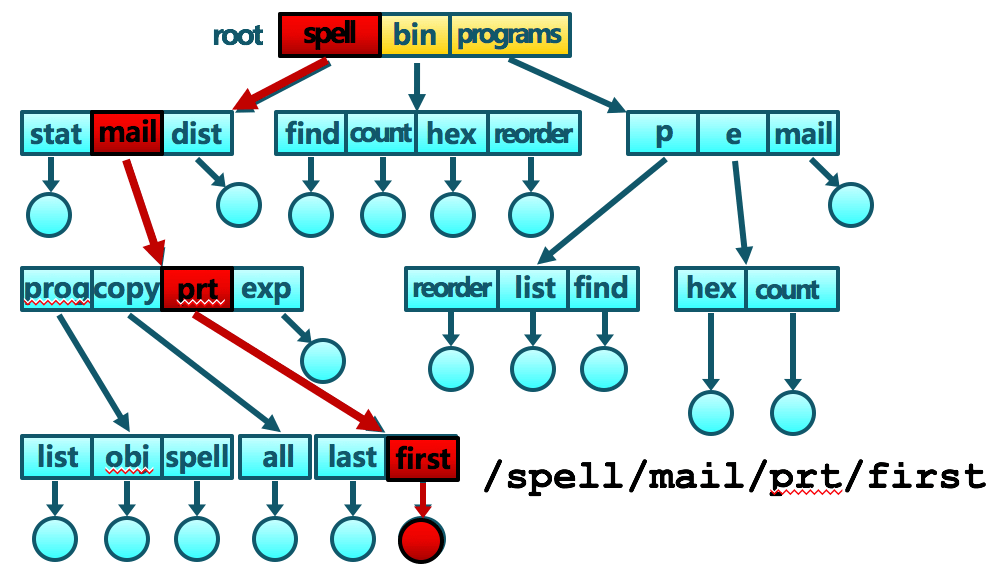 root spell bin programs
stat mail dist find count hex reorder p e mail
prog copy prt exp reorder list find hex count
list obj spell all last first
/spell/mail/prt/first